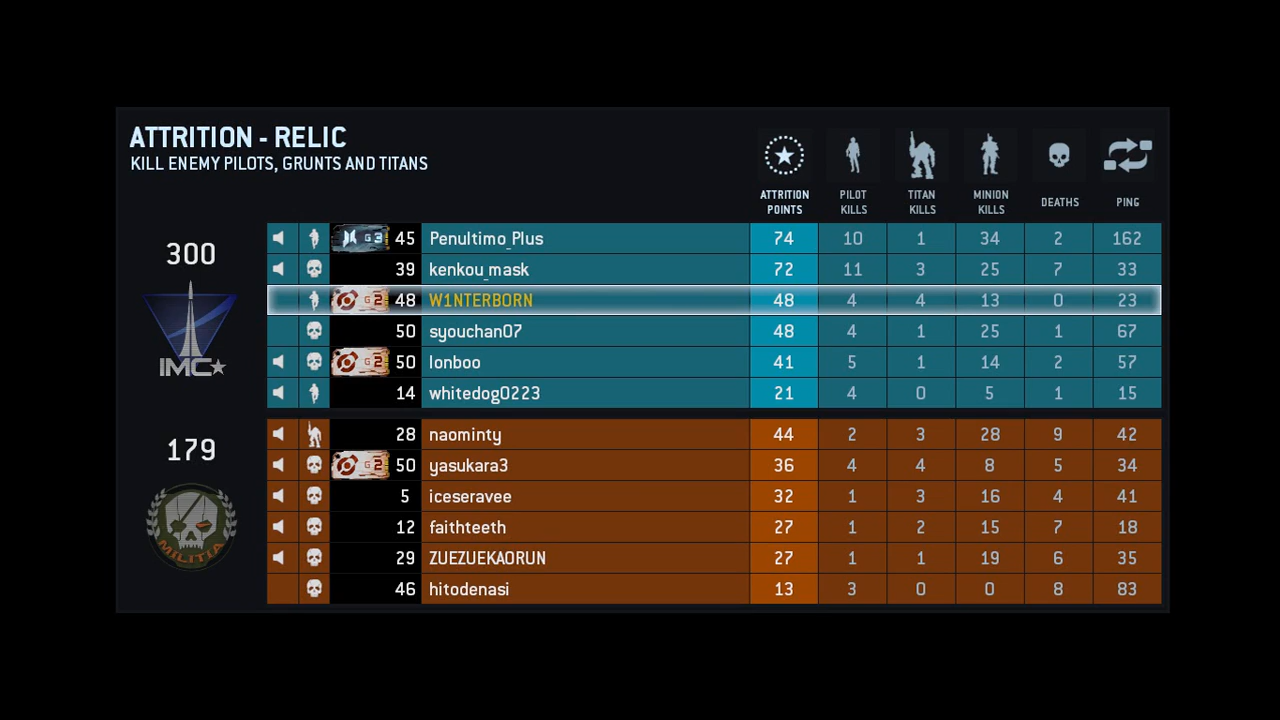 ATTRITION - RELIC
KILL ENEMY PILOTS, GRUNTS AND TITANS
ATTRITION POINTS PILOT KILLS TITAN KILLS MINION KILLS DEATHS PING
300
IMC
G3 45 Penultimo_Plus 74 10 1 34 2 162
39 kenkou_mask 72 11 3 25 7 33
G2 48 W1NTERBORN 48 4 4 13 0 23
50 syouchan07 48 4 1 25 1 67
G2 50 lonboo 41 5 1 14 2 57
14 whitedog0223 21 4 0 5 1 15
179
MILITIA
28 naominty 44 2 3 28 9 42
G2 50 yasukara3 36 4 4 8 5 34
5 iceseravee 32 1 3 16 4 41
12 faithteeth 27 1 2 15 7 18
29 ZUEZUEKAORUN 27 1 1 19 6 35
46 hitodenasi 13 3 0 0 8 83